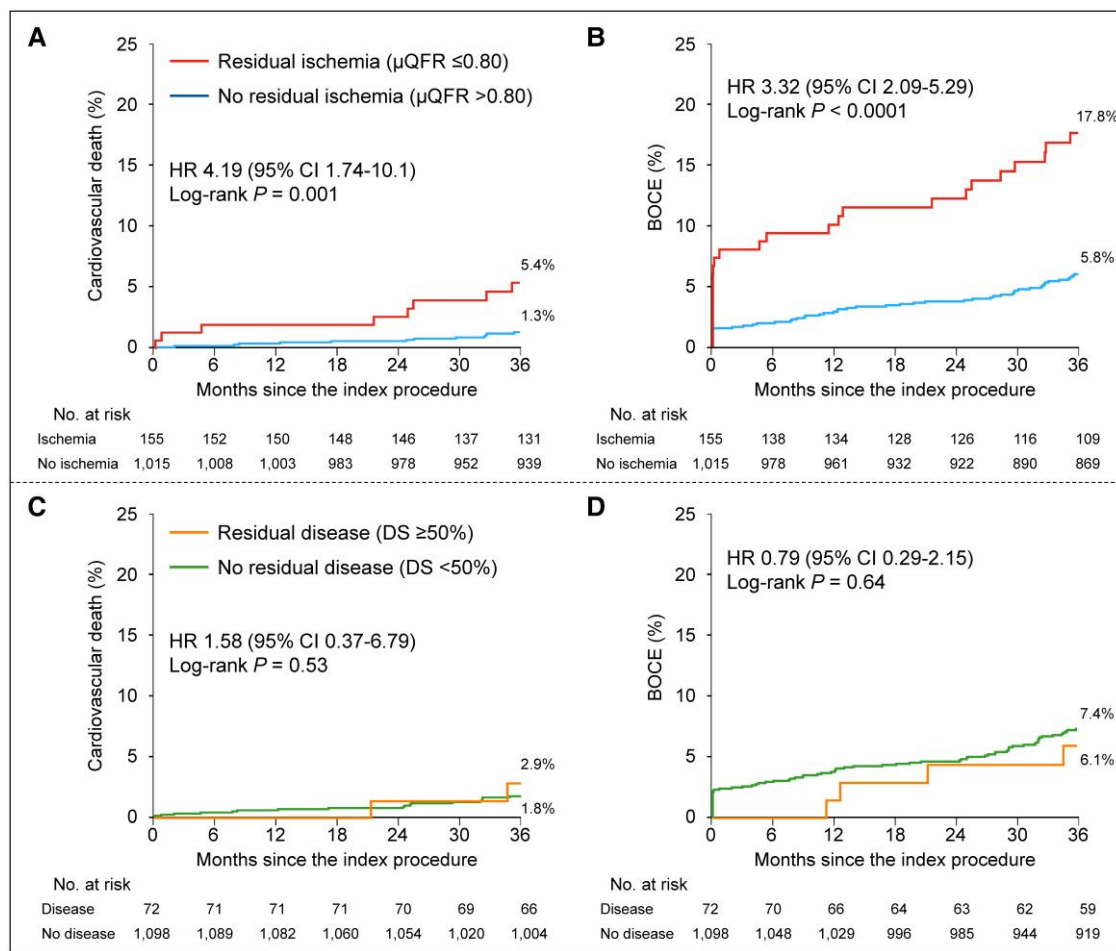 A
25
20
15
10
5
0
Cardiovascular death (%)
Residual ischemia (µQFR ≤0.80)
No residual ischemia (µQFR >0.80)
HR 4.19 (95% CI 1.74-10.1)
Log-rank P = 0.001
5.4%
1.3%
0 6 12 18 24 30 36
Months since the index procedure
No. at risk
Ischemia 155 152 150 148 146 137 131
No ischemia 1,015 1,008 1,003 983 978 952 939
B
25
20
15
10
5
0
BOCE (%)
HR 3.32 (95% CI 2.09-5.29)
Log-rank P < 0.0001
17.8%
5.8%
0 6 12 18 24 30 36
Months since the index procedure
No. at risk
Ischemia 155 138 134 128 126 116 109
No ischemia 1,015 978 961 932 922 890 869
C
25
20
15
10
5
0
Cardiovascular death (%)
Residual disease (DS ≥50%)
No residual disease (DS <50%)
HR 1.58 (95% CI 0.37-6.79)
Log-rank P = 0.53
2.9%
1.8%
0 6 12 18 24 30 36
Months since the index procedure
No. at risk
Disease 72 71 71 71 70 69 66
No disease 1,098 1,089 1,082 1,060 1,054 1,020 1,004
D
25
20
15
10
5
0
BOCE (%)
HR 0.79 (95% CI 0.29-2.15)
Log-rank P = 0.64
7.4%
6.1%
0 6 12 18 24 30 36
Months since the index procedure
No. at risk
Disease 72 70 66 64 63 62 59
No disease 1,098 1,048 1,029 996 985 944 919